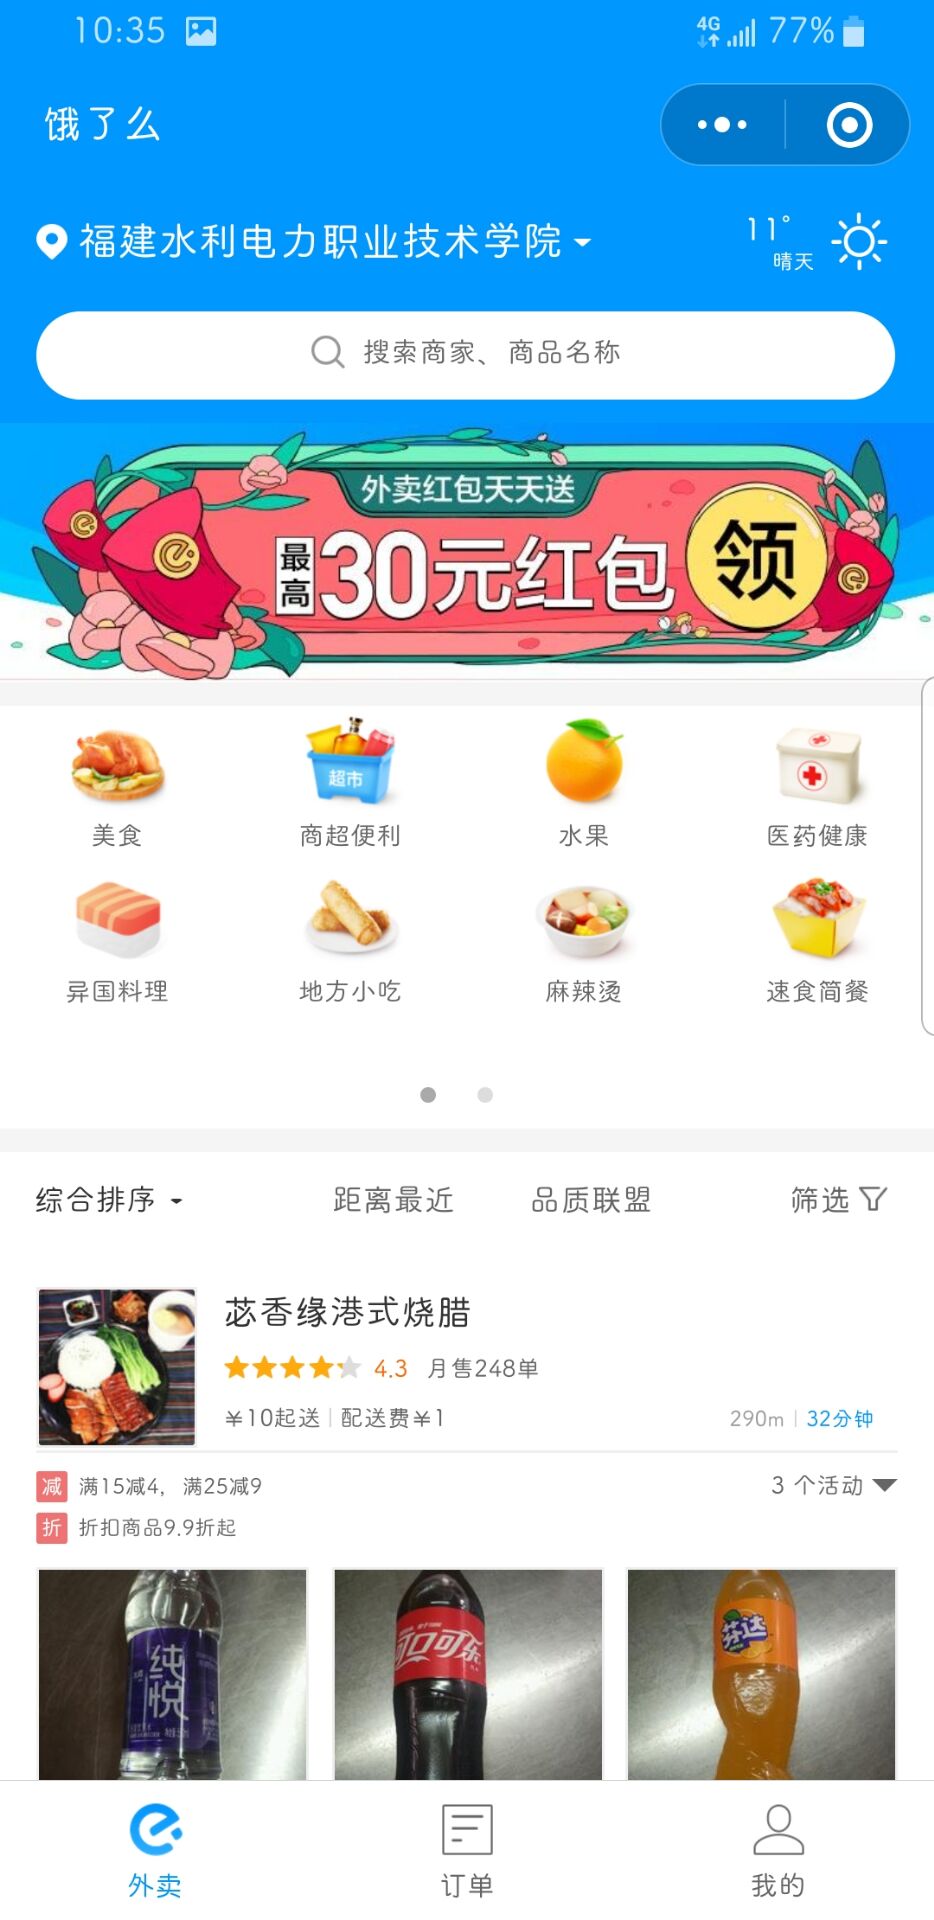 10:35 4G 77%
饿了么
福建水利电力职业技术学院 11°
晴天
搜索商家、商品名称
外卖红包天天送
最高30元红包 领
超市
美食 商超便利 水果 医药健康
异国料理 地方小吃 麻辣烫 速食简餐
综合排序 距离最近 品质联盟 筛选
苾香缘港式烧腊
4.3 月售248单
¥10起送 配送费¥1 290m 32分钟
减 满15减4，满25减9 3 个活动
折 折扣商品9.9折起
纯悦 可口可乐 芬达
外卖 订单 我的